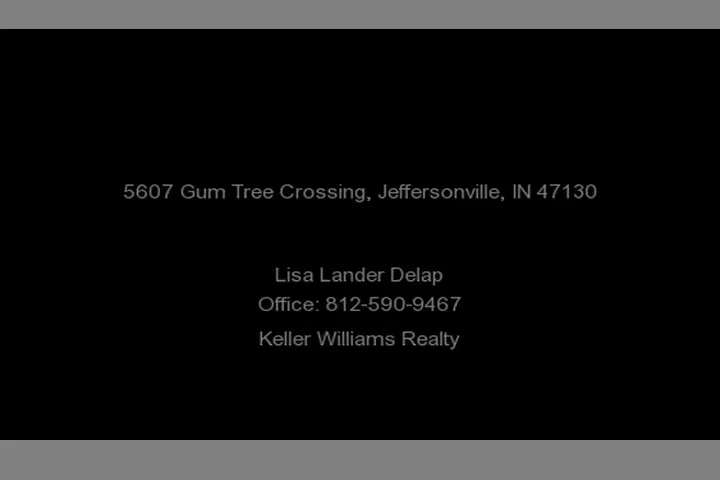 5607 Gum Tree Crossing, Jeffersonville, IN 47130
Lisa Lander Delap
Office: 812-590-9467
Keller Williams Realty